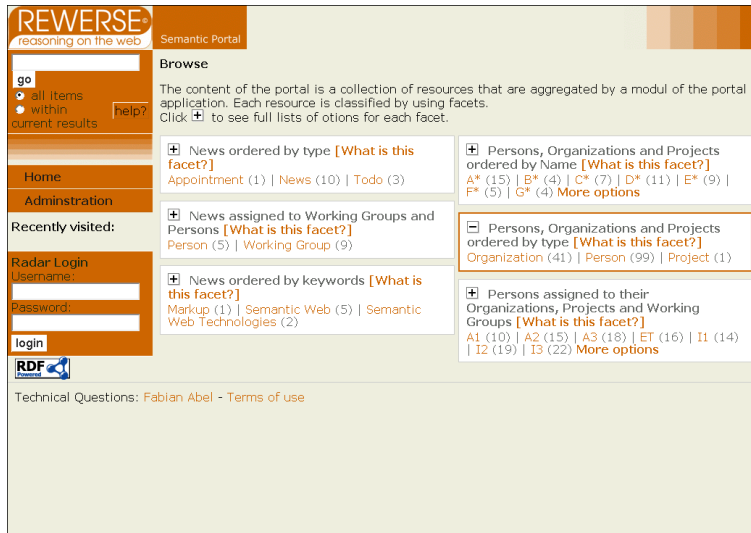 REWERSE
reasoning on the web
Semantic Portal
go
all items
within
current results
help?
Home
Adminstration
Recently visited:
Radar Login
Username:
Password:
login
RDF
Powered
Browse
The content of the portal is a collection of resources that are aggregated by a modul of the portal
application. Each resource is classified by using facets.
Click + to see full lists of otions for each facet.
+ News ordered by type [What is this
facet?]
Appointment (1) | News (10) | Todo (3)
+ News assigned to Working Groups and
Persons [What is this facet?]
Person (5) | Working Group (9)
+ News ordered by keywords [What is
this facet?]
Markup (1) | Semantic Web (5) | Semantic
Web Technologies (2)
+ Persons, Organizations and Projects
ordered by Name [What is this facet?]
A* (15) | B* (4) | C* (7) | D* (11) | E* (9) |
F* (5) | G* (4) More options
− Persons, Organizations and Projects
ordered by type [What is this facet?]
Organization (41) | Person (99) | Project (1)
+ Persons assigned to their
Organizations, Projects and Working
Groups [What is this facet?]
A1 (10) | A2 (15) | A3 (18) | ET (16) | I1 (14)
| I2 (19) | I3 (22) More options
Technical Questions: Fabian Abel - Terms of use